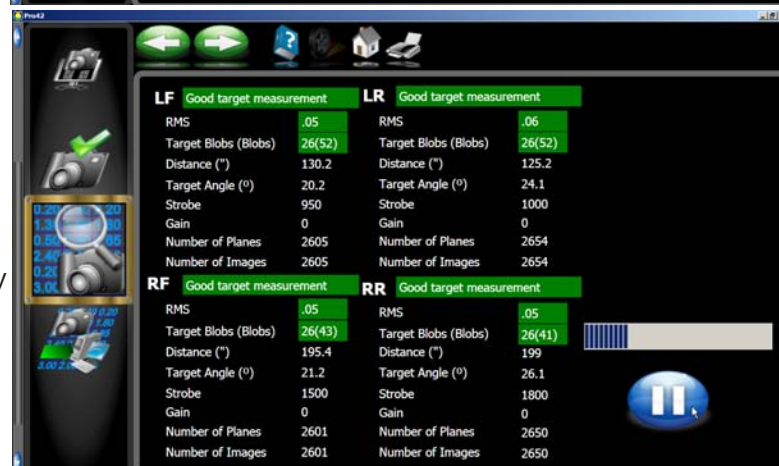 Pro42
LF Good target measurement
RMS .05
Target Blobs (Blobs) 26(52)
Distance (") 130.2
Target Angle (º) 20.2
Strobe 950
Gain 0
Number of Planes 2605
Number of Images 2605
LR Good target measurement
RMS .06
Target Blobs (Blobs) 26(52)
Distance (") 125.2
Target Angle (º) 24.1
Strobe 1000
Gain 0
Number of Planes 2654
Number of Images 2654
RF Good target measurement
RMS .05
Target Blobs (Blobs) 26(43)
Distance (") 195.4
Target Angle (º) 21.2
Strobe 1500
Gain 0
Number of Planes 2601
Number of Images 2601
RR Good target measurement
RMS .05
Target Blobs (Blobs) 26(41)
Distance (") 199
Target Angle (º) 26.1
Strobe 1800
Gain 0
Number of Planes 2650
Number of Images 2650